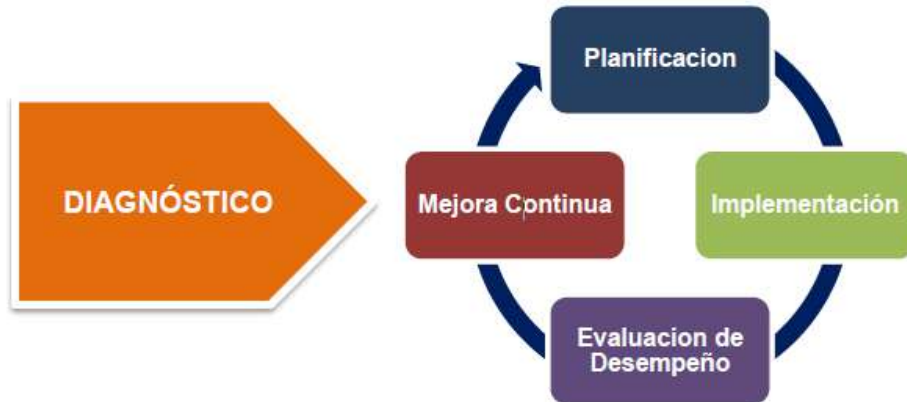 DIAGNÓSTICO
Planificacion
Implementación
Evaluacion de
Desempeño
Mejora Continua